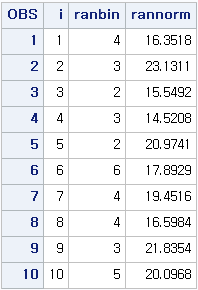 OBS i ranbin rannorm
1 1 4 16.3518
2 2 3 23.1311
3 3 2 15.5492
4 4 3 14.5208
5 5 2 20.9741
6 6 6 17.8929
7 7 4 19.4516
8 8 4 16.5984
9 9 3 21.8354
10 10 5 20.0968